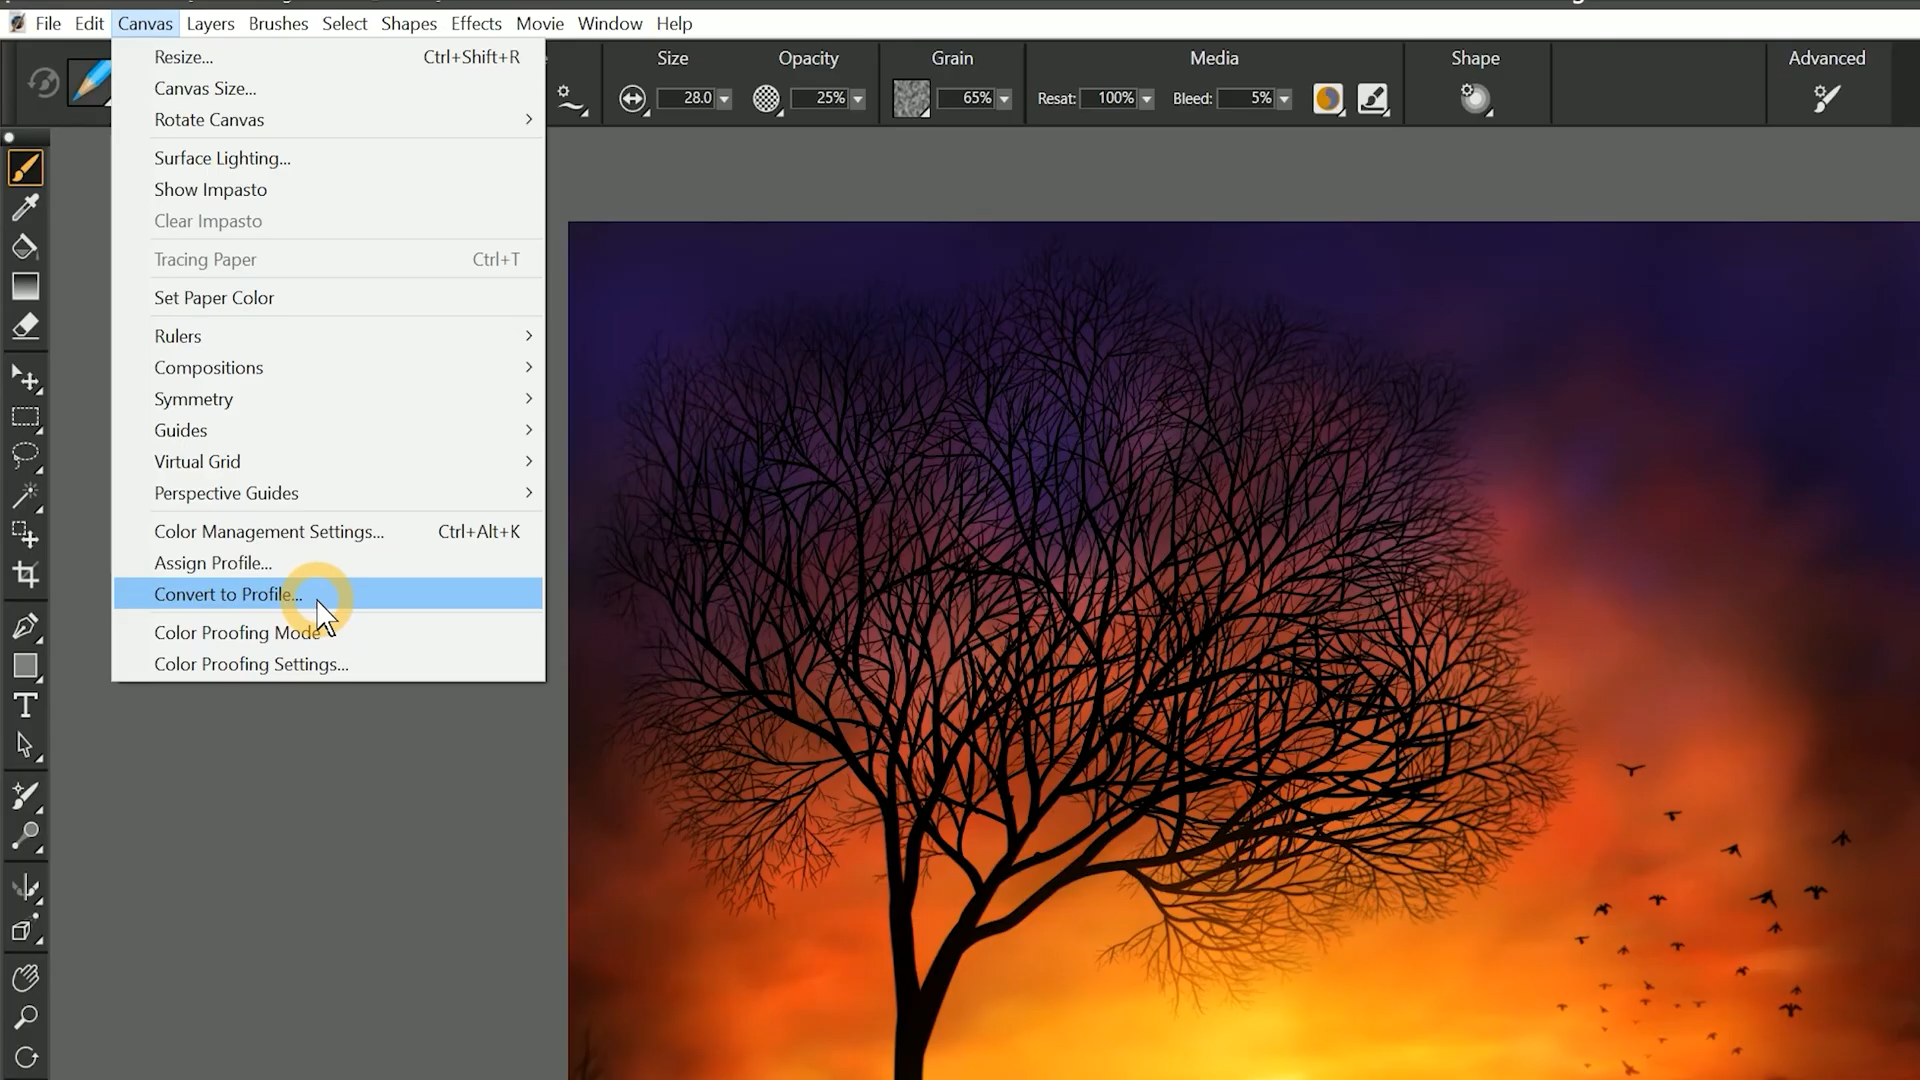 File Edit Canvas Layers Brushes Select Shapes Effects Movie Window Help
Size Opacity Grain Media Shape Advanced
28.0 25% 65% Resat: 100% Bleed: 5%
Resize... Ctrl+Shift+R
Canvas Size...
Rotate Canvas
Surface Lighting...
Show Impasto
Clear Impasto
Tracing Paper Ctrl+T
Set Paper Color
Rulers
Compositions
Symmetry
Guides
Virtual Grid
Perspective Guides
Color Management Settings... Ctrl+Alt+K
Assign Profile...
Convert to Profile...
Color Proofing Mode
Color Proofing Settings...
T